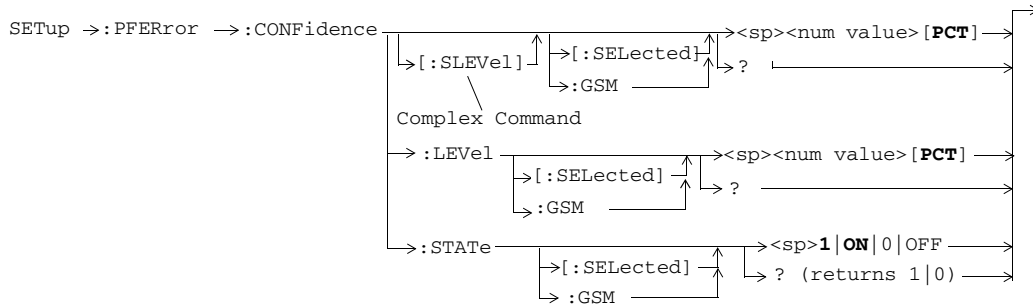 SETup :PFERror :CONFidence <sp><num value>[PCT]
[:SLEVel] [:SELected] ?
:GSM
Complex Command
:LEVel <sp><num value>[PCT]
[:SELected] ?
:GSM
:STATe <sp>1|ON|0|OFF
[:SELected] ? (returns 1|0)
:GSM